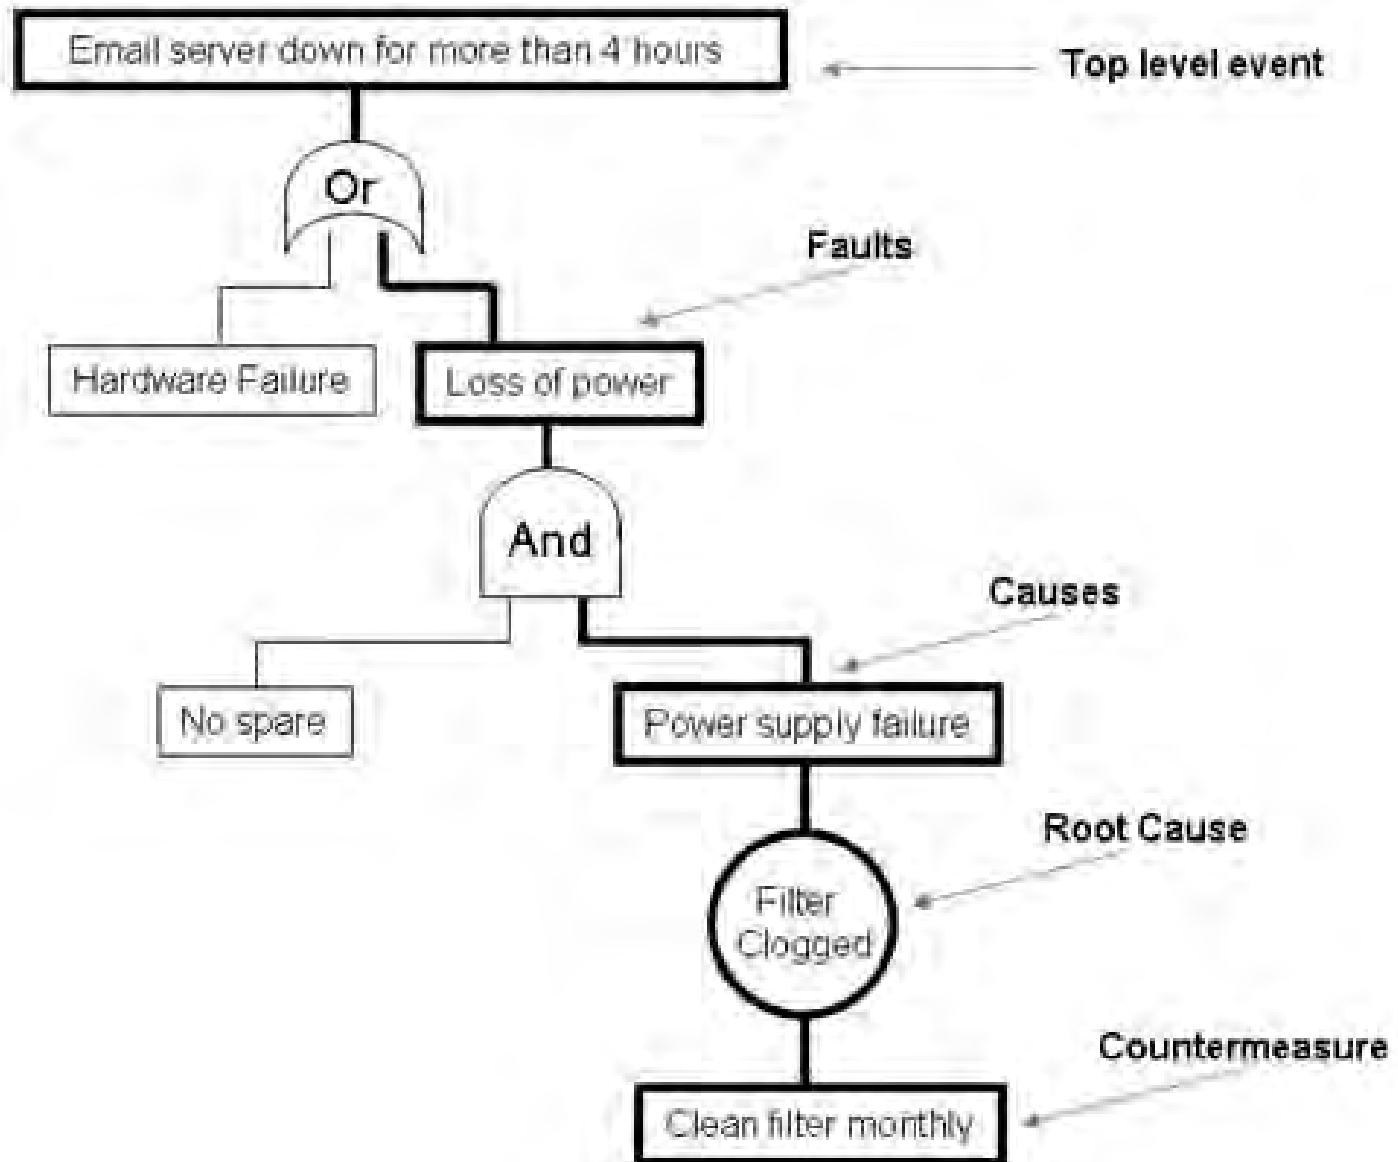 Email server down for more than 4 hours
Top level event
Or
Faults
Hardware Failure
Loss of power
And
Causes
No spare
Power supply failure
Root Cause
Filter
Clogged
Countermeasure
Clean filter monthly